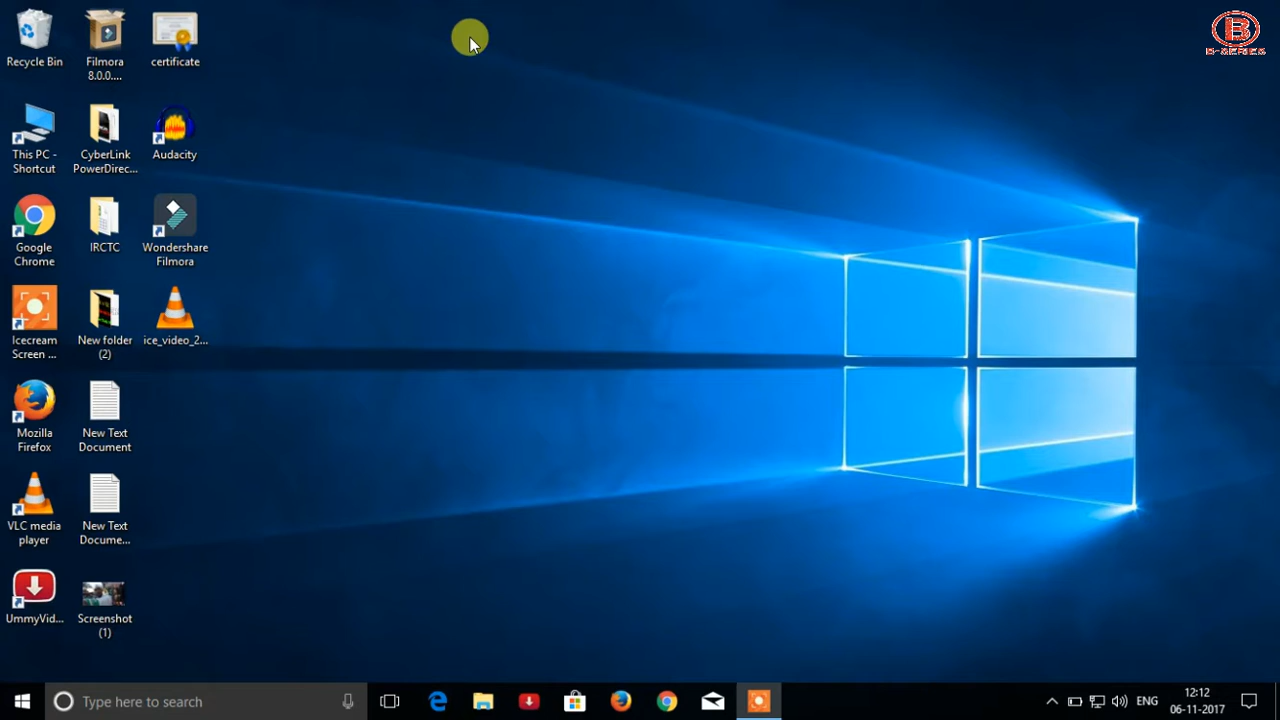 B
B-SERIES
Recycle Bin
Filmora
8.0.0....
certificate
This PC -
Shortcut
CyberLink
PowerDirec...
Audacity
Google
Chrome
IRCTC
Wondershare
Filmora
Icecream
Screen ...
New folder
(2)
ice_video_2...
Mozilla
Firefox
New Text
Document
VLC media
player
New Text
Docume...
UmmyVid...
Screenshot
(1)
Type here to search
ENG
12:12
06-11-2017